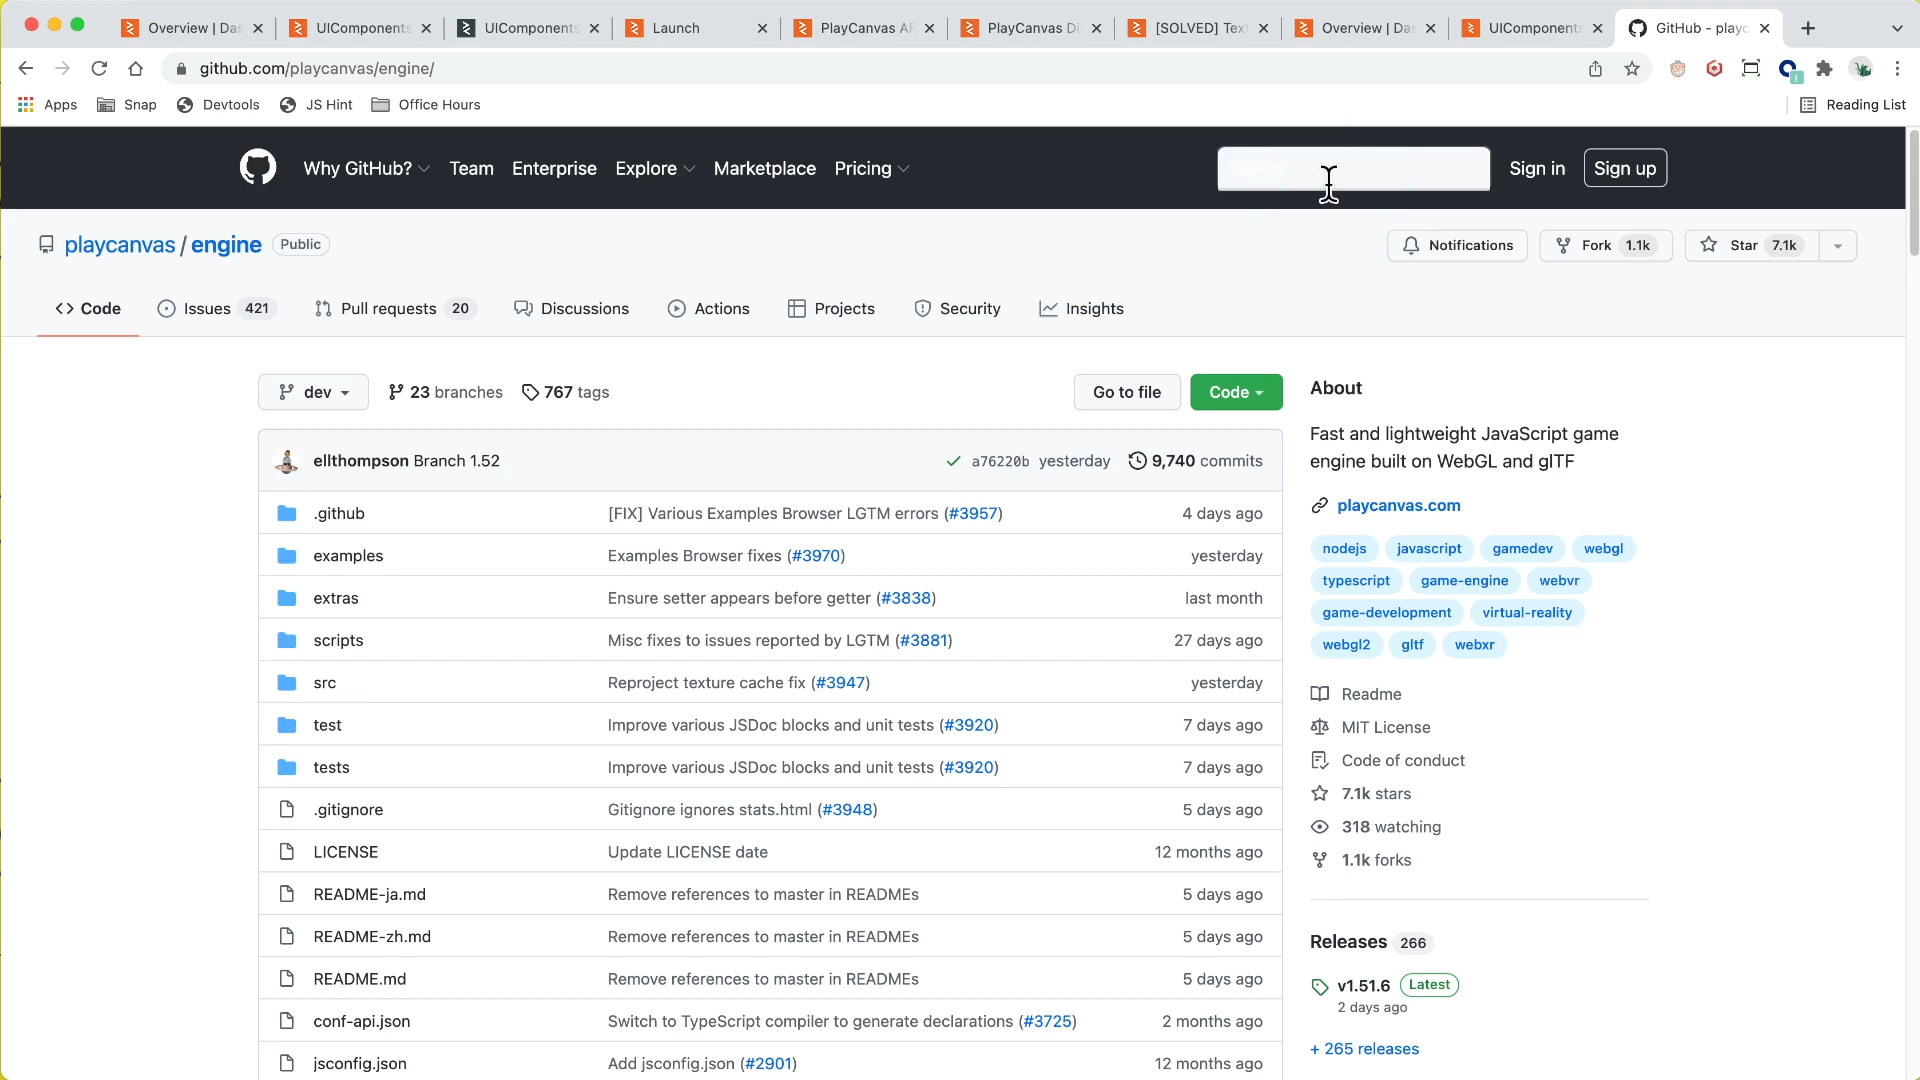 Overview | Das
UIComponents
UIComponents
Launch
PlayCanvas AP
PlayCanvas Di
[SOLVED] Text
Overview | Das
UIComponents
GitHub - playc
github.com/playcanvas/engine/
Apps
Snap
Devtools
JS Hint
Office Hours
Reading List
Why GitHub?
Team
Enterprise
Explore
Marketplace
Pricing
Sign in
Sign up
playcanvas / engine
Public
Notifications
Fork 1.1k
Star 7.1k
Code
Issues 421
Pull requests 20
Discussions
Actions
Projects
Security
Insights
dev
23 branches
767 tags
Go to file
Code
ellthompson Branch 1.52
a76220b yesterday
9,740 commits
.github
[FIX] Various Examples Browser LGTM errors (#3957)
4 days ago
examples
Examples Browser fixes (#3970)
yesterday
extras
Ensure setter appears before getter (#3838)
last month
scripts
Misc fixes to issues reported by LGTM (#3881)
27 days ago
src
Reproject texture cache fix (#3947)
yesterday
test
Improve various JSDoc blocks and unit tests (#3920)
7 days ago
tests
Improve various JSDoc blocks and unit tests (#3920)
7 days ago
.gitignore
Gitignore ignores stats.html (#3948)
5 days ago
LICENSE
Update LICENSE date
12 months ago
README-ja.md
Remove references to master in READMEs
5 days ago
README-zh.md
Remove references to master in READMEs
5 days ago
README.md
Remove references to master in READMEs
5 days ago
conf-api.json
Switch to TypeScript compiler to generate declarations (#3725)
2 months ago
jsconfig.json
Add jsconfig.json (#2901)
12 months ago
About
Fast and lightweight JavaScript game
engine built on WebGL and glTF
playcanvas.com
nodejs
javascript
gamedev
webgl
typescript
game-engine
webvr
game-development
virtual-reality
webgl2
gltf
webxr
Readme
MIT License
Code of conduct
7.1k stars
318 watching
1.1k forks
Releases 266
v1.51.6 Latest
2 days ago
+ 265 releases